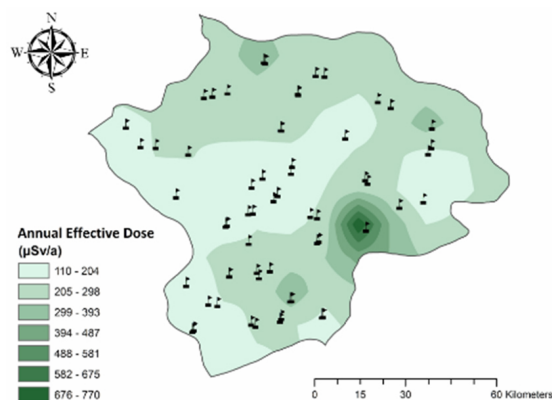 N
W E
S
Annual Effective Dose
(µSv/a)
110 - 204
205 - 298
299 - 393
394 - 487
488 - 581
582 - 675
676 - 770
0 15 30 60 Kilometers